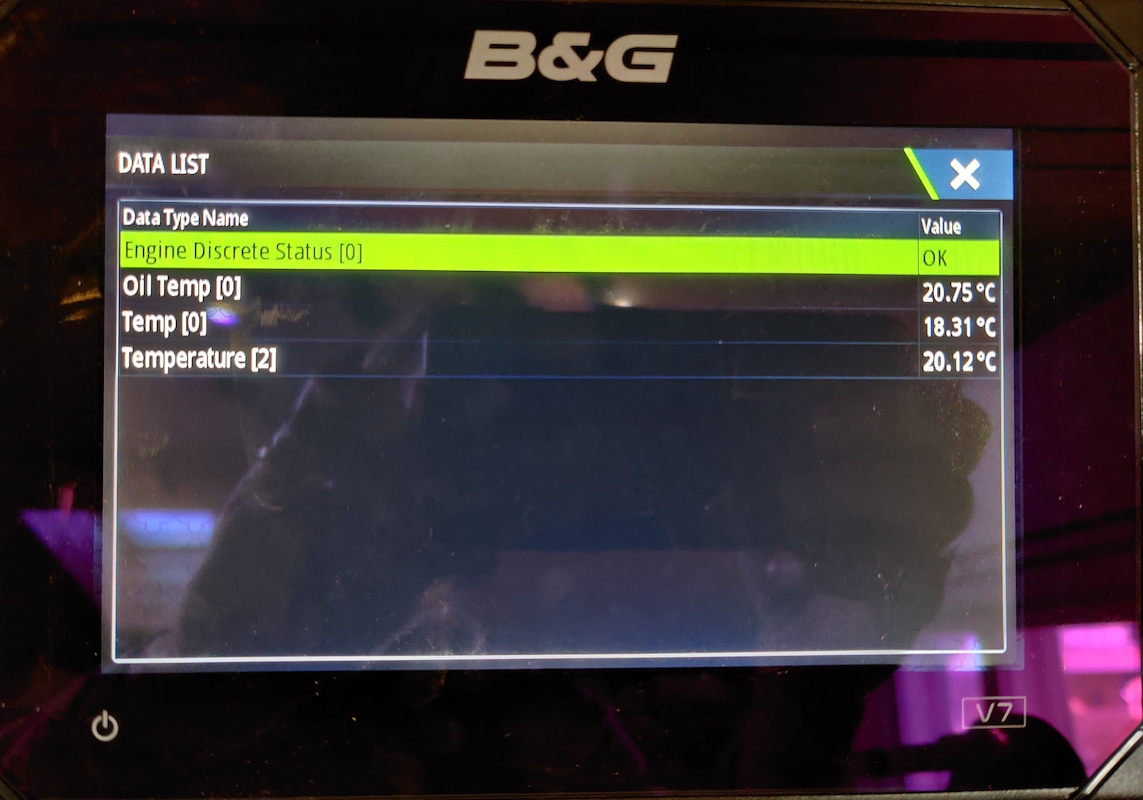 B&G
DATA LIST
Data Type Name Value
Engine Discrete Status [0] OK
Oil Temp [0] 20.75 °C
Temp [0] 18.31 °C
Temperature [2] 20.12 °C
V7